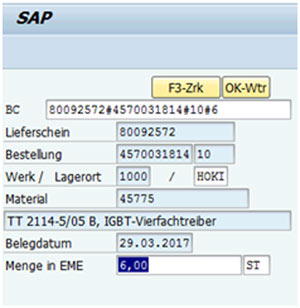 SAP
F3-Zrk OK-Wtr
BC 80092572#4570031814#10#6
Lieferschein 80092572
Bestellung 4570031814 10
Werk / Lagerort 1000 / HOKI
Material 45775
TT 2114-5/05 B, IGBT-Vierfachtreiber
Belegdatum 29.03.2017
Menge in EME 6,00 ST